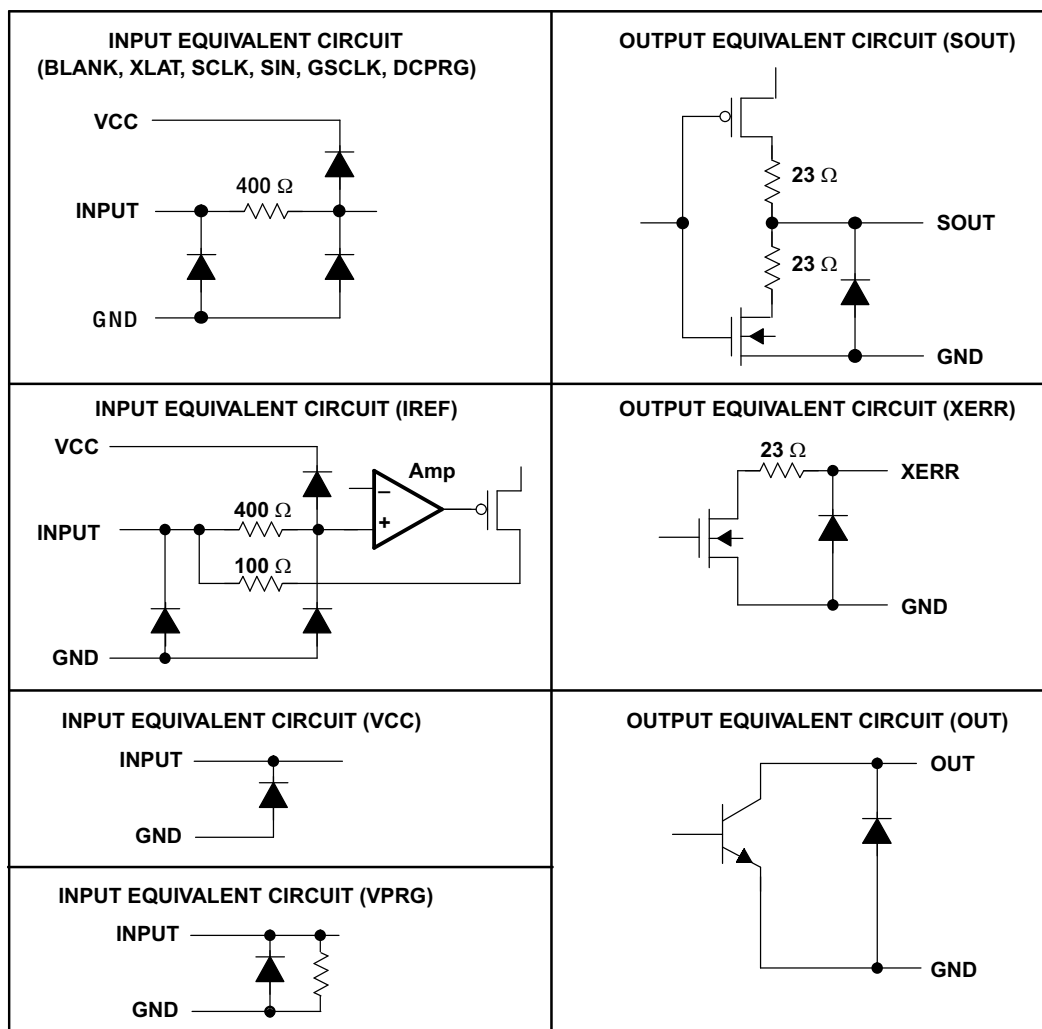 INPUT EQUIVALENT CIRCUIT
(BLANK, XLAT, SCLK, SIN, GSCLK, DCPRG)
VCC
400 Ω
INPUT
GND
OUTPUT EQUIVALENT CIRCUIT (SOUT)
23 Ω
SOUT
23 Ω
GND
INPUT EQUIVALENT CIRCUIT (IREF)
VCC
Amp
400 Ω
INPUT
100 Ω
GND
OUTPUT EQUIVALENT CIRCUIT (XERR)
23 Ω
XERR
GND
INPUT EQUIVALENT CIRCUIT (VCC)
INPUT
GND
OUTPUT EQUIVALENT CIRCUIT (OUT)
OUT
GND
INPUT EQUIVALENT CIRCUIT (VPRG)
INPUT
GND